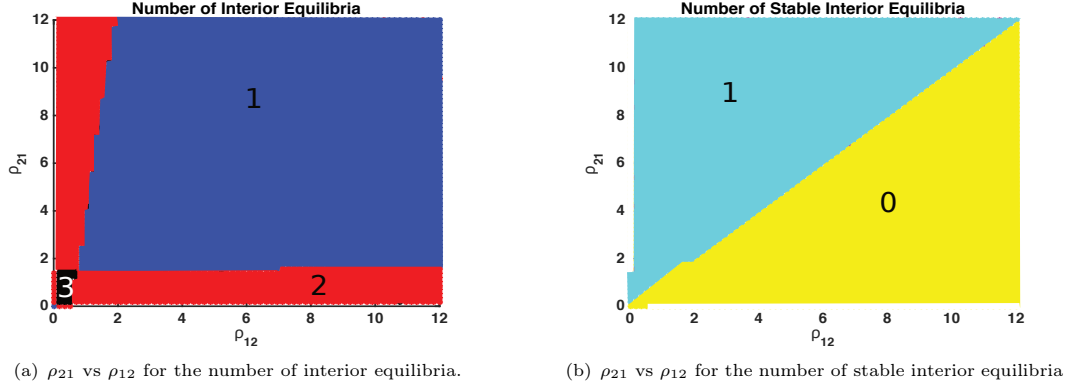 Number of Interior Equilibria
12
10
8
6
4
2
0
ρ21
1
3
2
0 2 4 6 8 10 12
ρ12
(a) ρ21 vs ρ12 for the number of interior equilibria.
Number of Stable Interior Equilibria
12
10
8
6
4
2
0
ρ21
1
0
0 2 4 6 8 10 12
ρ12
(b) ρ21 vs ρ12 for the number of stable interior equilibria